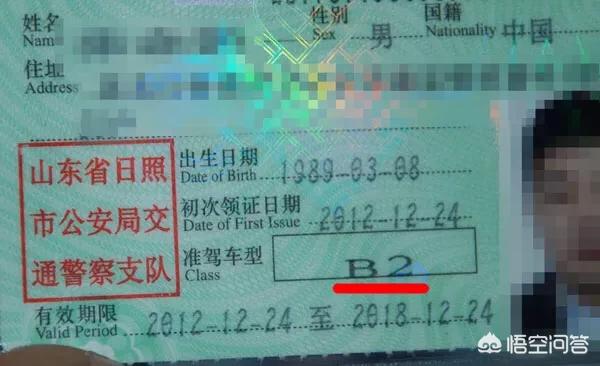 姓名
Name
性别
Sex
男
国籍
Nationality
中国
住址
Address
山东省日照
市公安局交
通警察支队
出生日期
Date of Birth
1989-03-08
初次领证日期
Date of First Issue
2012-12-24
准驾车型
Class
B2
有效期限
Valid Period
2012-12-24 至 2018-12-24
悟空问答